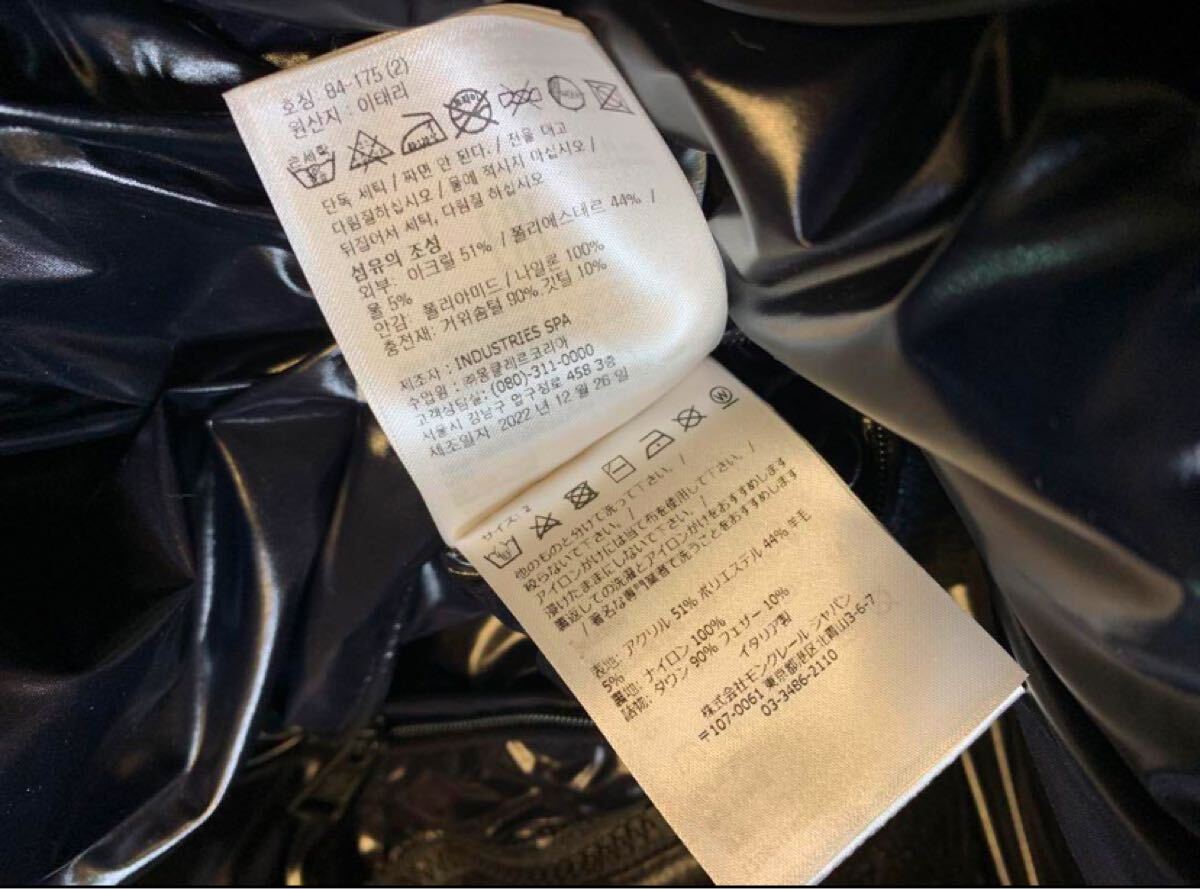 호칭: 84-175 (2)
원산지 : 이태리
손세탁
단독 세탁 / 짜면 안 된다. / 천을 대고
다림질하십시오 / 물에 적시지 마십시오 /
뒤집어서 세탁, 다림질 하십시오
섬유의 조성
외부: 아크릴 51% / 폴리에스테르 44% /
울 5%
안감: 폴리아미드 / 나일론 100%
충전재: 거위솜털 90% 깃털 10%
제조사 : INDUSTRIES SPA
수입원 : ㈜몽클레르코리아
고객상담실: (080)-311-0000
서울시 강남구 압구정로 458 3층
제조일자 2022 년 12 월 26 일
サイズ: 2
他のものと分けて洗って下さい。 /
絞らないで下さい。 /
アイロンがけには当て布を使用して下さい。 /
浸けたままにしないで下さい。 /
裏返しての洗濯とアイロンがけをおすすめします
/ 著名な専門業者で洗うことをおすすめします
表地: アクリル 51% ポリエステル 44% 羊毛
5%
裏地: ナイロン 100%
詰物: ダウン 90% フェザー 10%
イタリア製
株式会社モンクレール ジャパン
〒107-0061 東京都港区北青山3-6-7
03-3486-2110